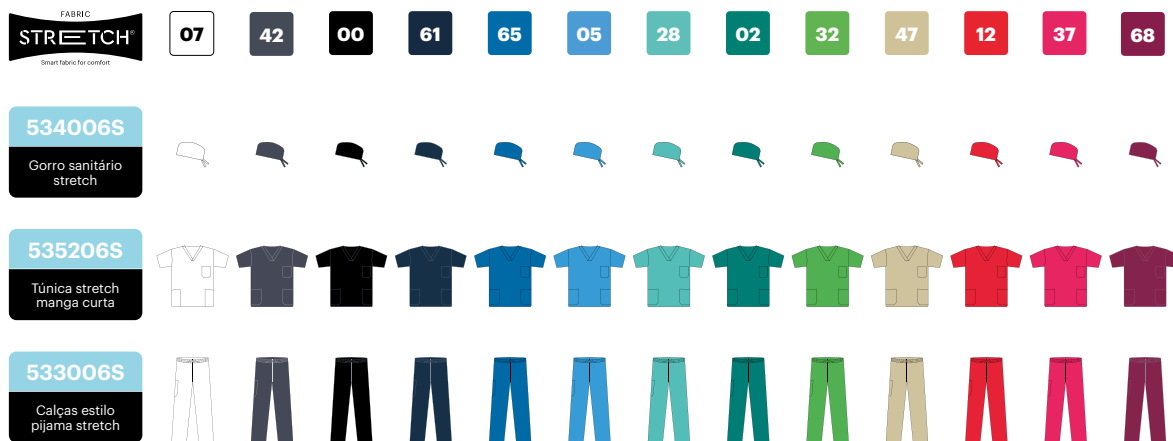 FABRIC
STRETCH®
Smart fabric for comfort
07 42 00 61 65 05 28 02 32 47 12 37 68
534006S
Gorro sanitário
stretch
535206S
Túnica stretch
manga curta
533006S
Calças estilo
pijama stretch